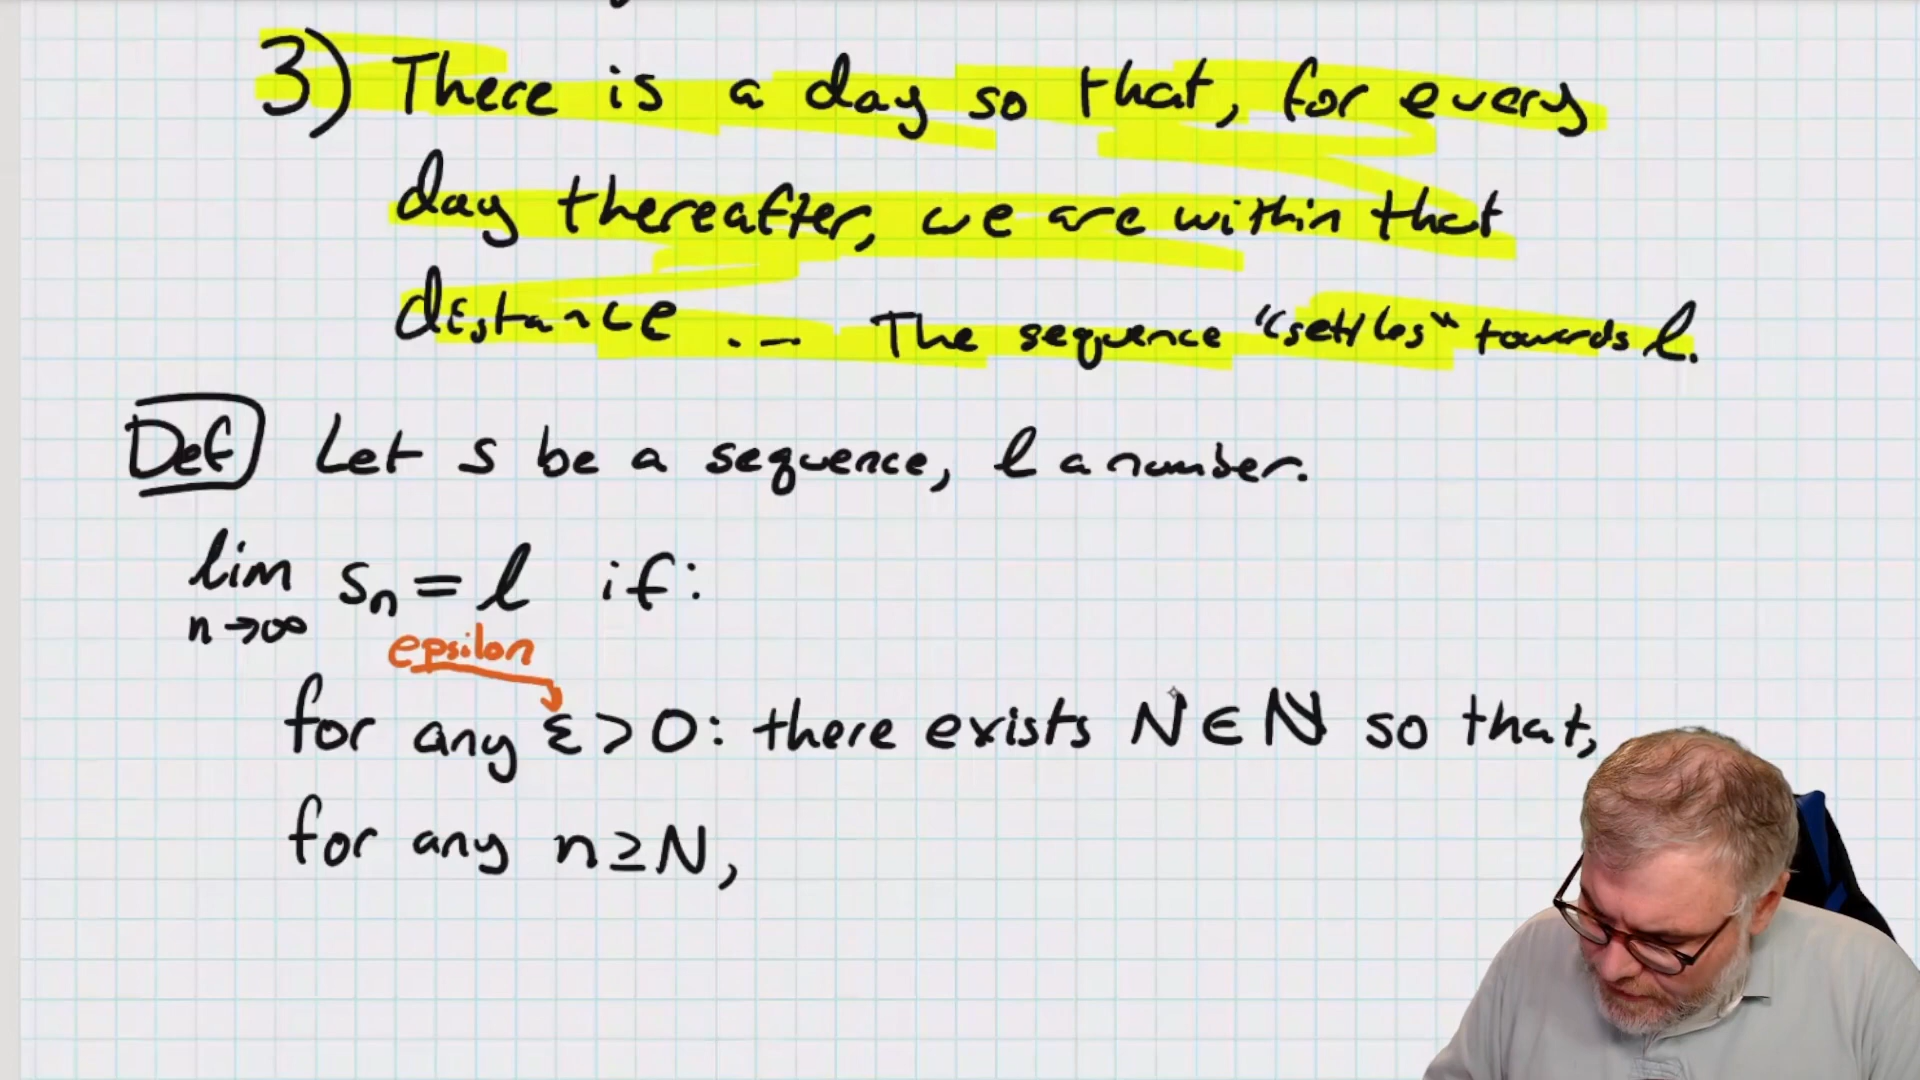 3) There is a day so that, for every
day thereafter, we are within that
distance ... The sequence "settles" towards l.
Def Let s be a sequence, l a number.
lim s_n = l if:
n→∞
epsilon
for any ε > 0: there exists N ∈ ℕ so that,
for any n ≥ N,